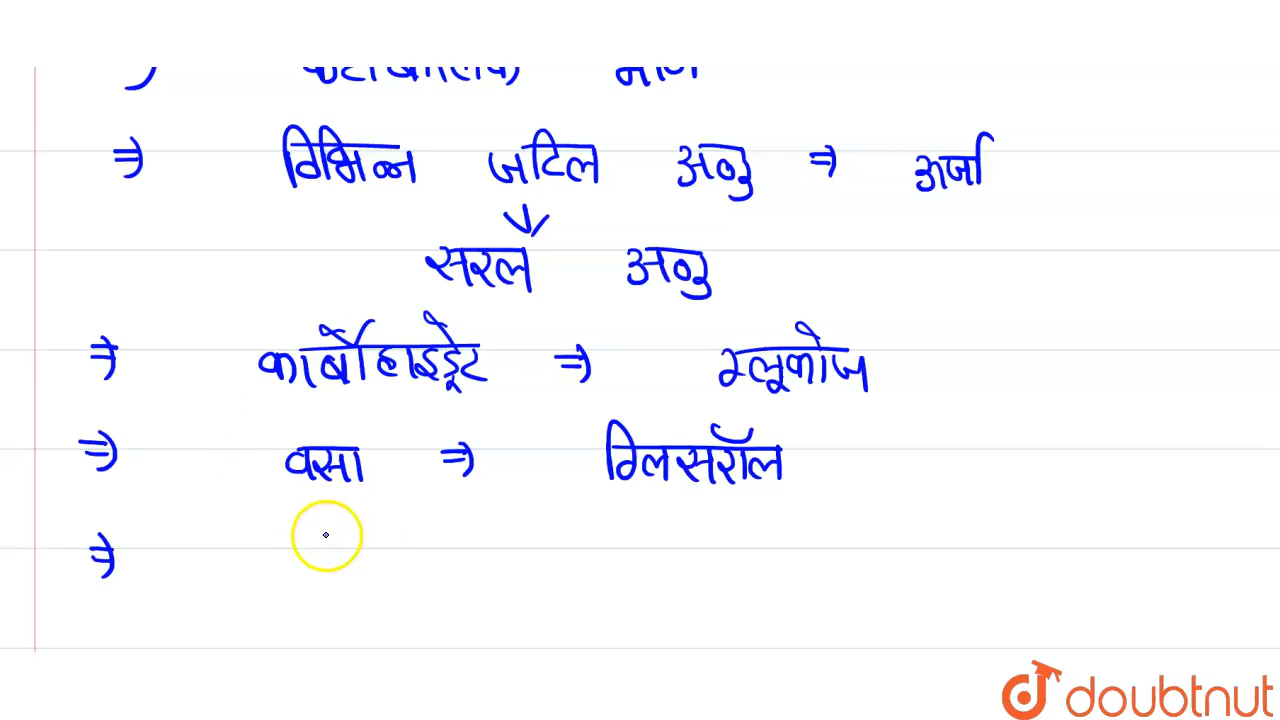 ⇒ विभिन्न जटिल अणु ⇒ ऊर्जा
सरल अणु
⇒ कार्बोहाइड्रेट ⇒ ग्लूकोज
⇒ वसा ⇒ ग्लिसरॉल
⇒
doubtnut